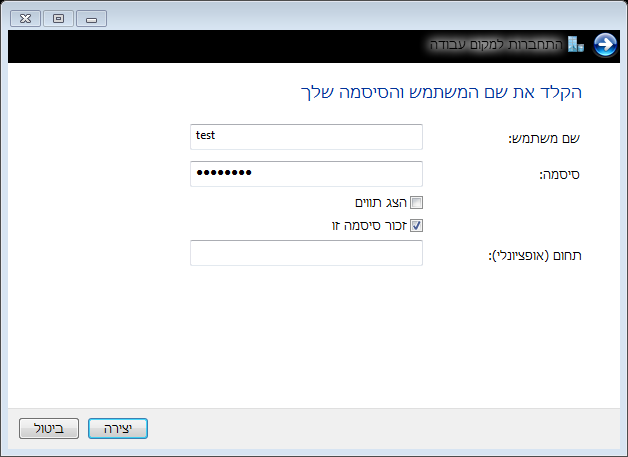 התחברות למקום עבודה
הקלד את שם המשתמש והסיסמה שלך
שם משתמש:
test
סיסמה:
●●●●●●●●
הצג תווים
זכור סיסמה זו
תחום (אופציונלי):
יצירה
ביטול